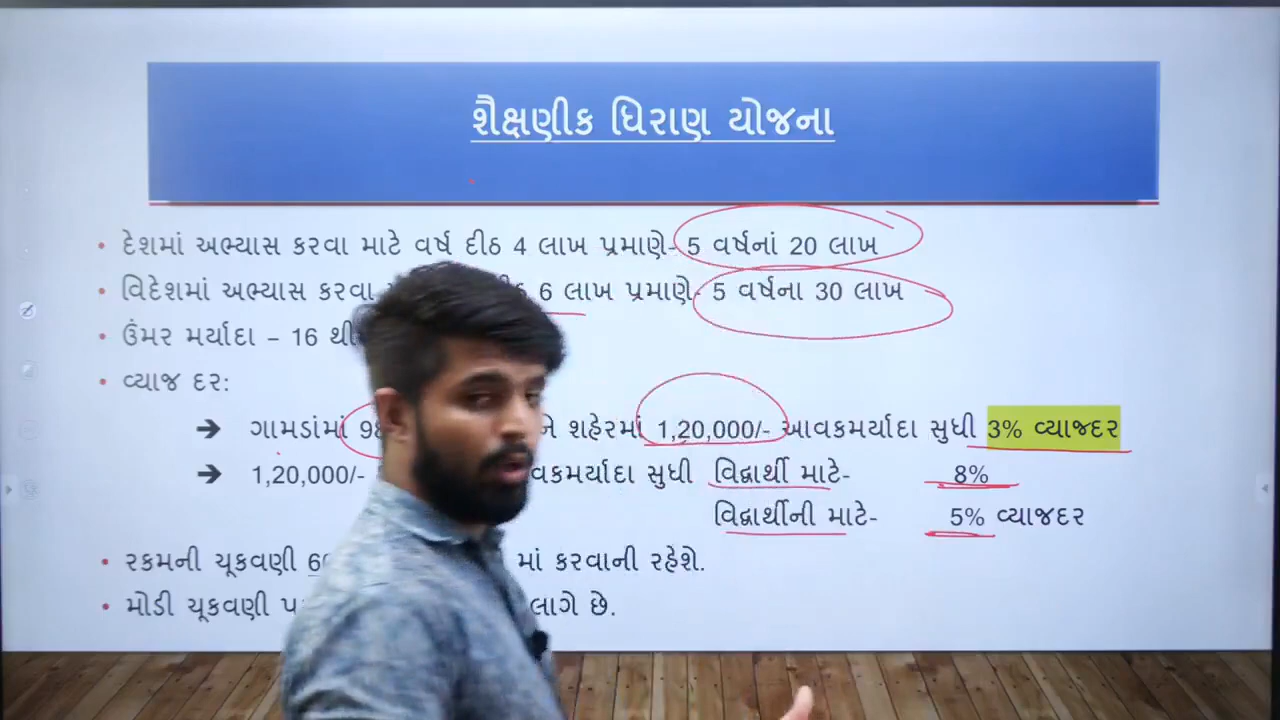 શૈક્ષણીક ધિરાણ યોજના
• દેશમાં અભ્યાસ કરવા માટે વર્ષ દીઠ 4 લાખ પ્રમાણે- 5 વર્ષનાં 20 લાખ
• વિદેશમાં અભ્યાસ કરવા 6 લાખ પ્રમાણે- 5 વર્ષના 30 લાખ
• ઉંમર મર્યાદા – 16 થી
• વ્યાજ દર:
➔ ગામડાંમાં શહેરમાં 1,20,000/- આવકમર્યાદા સુધી 3% વ્યાજદર
➔ 1,20,000/- સુધી વિદ્વાર્થી માટે- 8%
વિદ્વાર્થીની માટે- 5% વ્યાજદર
• રકમની ચૂકવણી માં કરવાની રહેશે.
• મોડી ચૂકવણી લાગે છે.